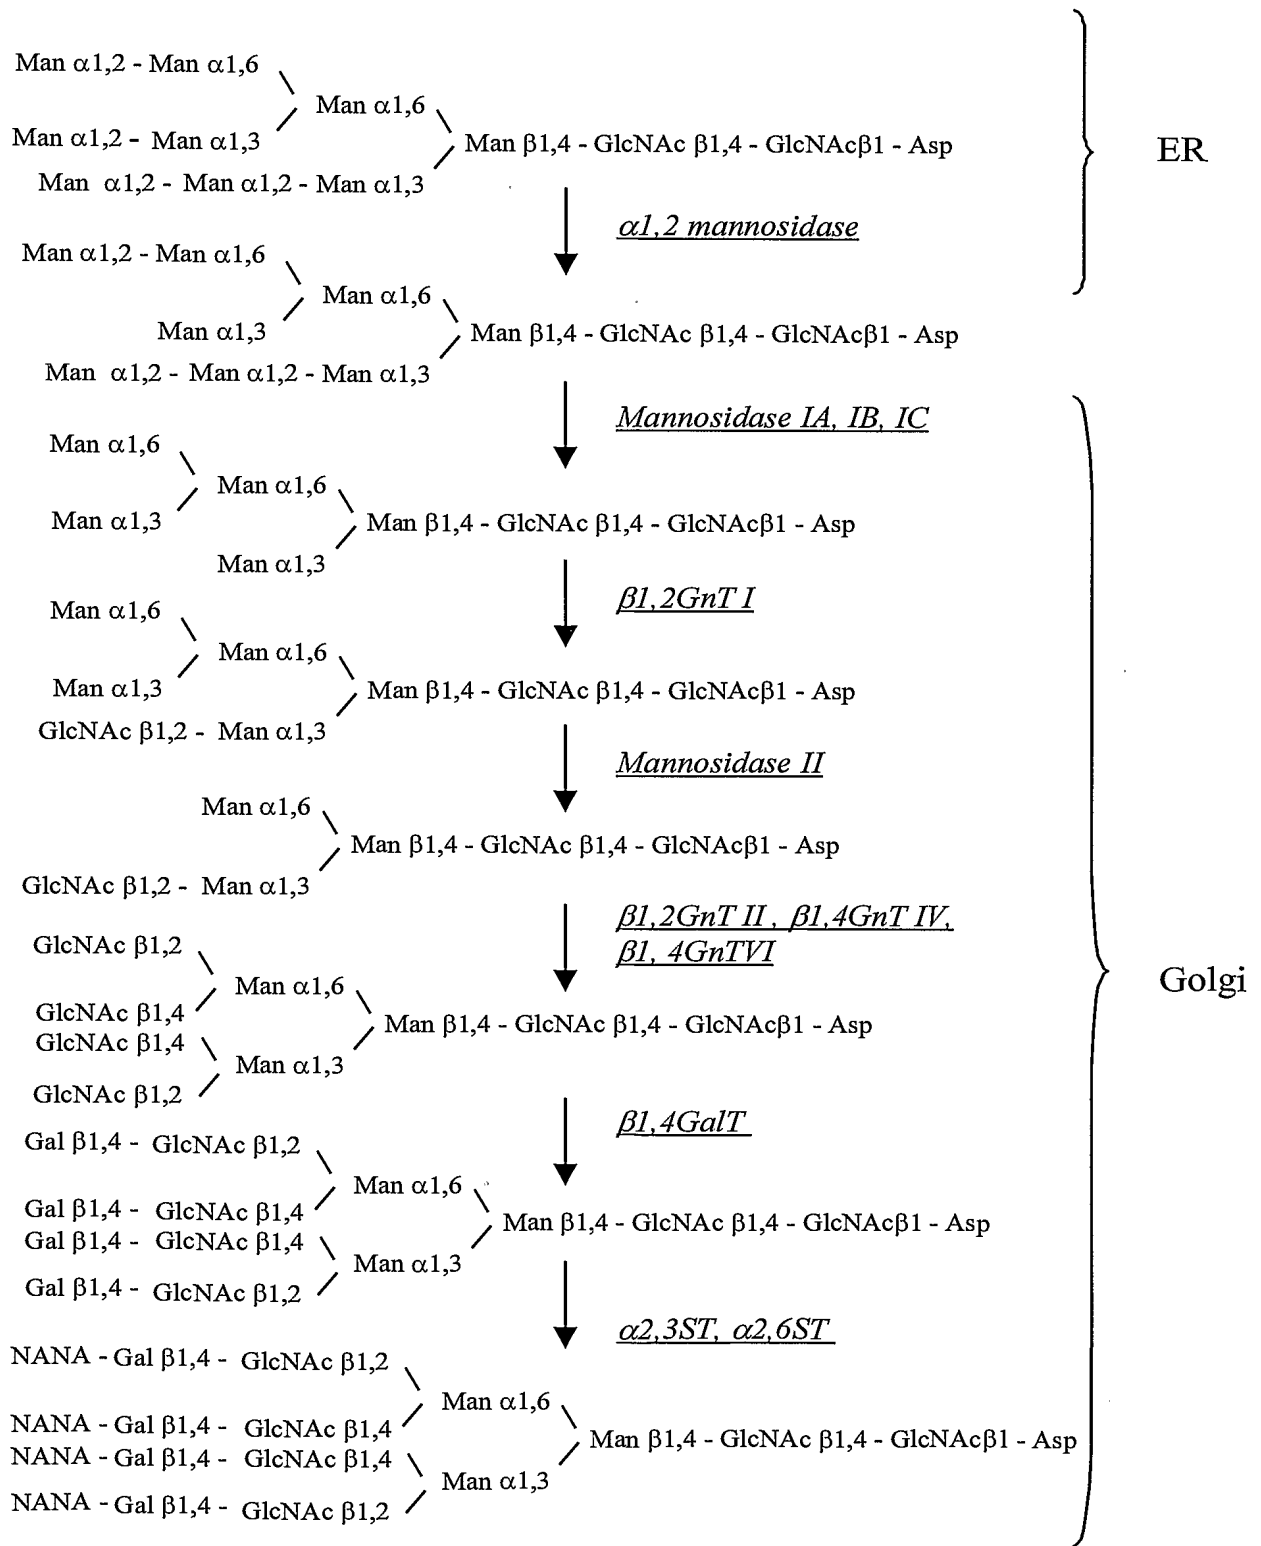 Man α1,2 - Man α1,6
Man α1,6
Man α1,2 - Man α1,3
Man β1,4 - GlcNAc β1,4 - GlcNAcβ1 - Asp
ER
Man α1,2 - Man α1,2 - Man α1,3
α1,2 mannosidase
Man α1,2 - Man α1,6
Man α1,6
Man α1,3
Man β1,4 - GlcNAc β1,4 - GlcNAcβ1 - Asp
Man α1,2 - Man α1,2 - Man α1,3
Mannosidase IA, IB, IC
Man α1,6
Man α1,6
Man α1,3
Man β1,4 - GlcNAc β1,4 - GlcNAcβ1 - Asp
Man α1,3
β1,2GnT I
Man α1,6
Man α1,6
Man α1,3
Man β1,4 - GlcNAc β1,4 - GlcNAcβ1 - Asp
GlcNAc β1,2 - Man α1,3
Mannosidase II
Man α1,6
Man β1,4 - GlcNAc β1,4 - GlcNAcβ1 - Asp
GlcNAc β1,2 - Man α1,3
β1,2GnT II , β1,4GnT IV,
β1, 4GnTVI
GlcNAc β1,2
Man α1,6
GlcNAc β1,4
Man β1,4 - GlcNAc β1,4 - GlcNAcβ1 - Asp
Golgi
GlcNAc β1,4
Man α1,3
GlcNAc β1,2
β1,4GalT
Gal β1,4 - GlcNAc β1,2
Man α1,6
Gal β1,4 - GlcNAc β1,4
Man β1,4 - GlcNAc β1,4 - GlcNAcβ1 - Asp
Gal β1,4 - GlcNAc β1,4
Man α1,3
Gal β1,4 - GlcNAc β1,2
α2,3ST, α2,6ST
NANA - Gal β1,4 - GlcNAc β1,2
Man α1,6
NANA - Gal β1,4 - GlcNAc β1,4
Man β1,4 - GlcNAc β1,4 - GlcNAcβ1 - Asp
NANA - Gal β1,4 - GlcNAc β1,4
Man α1,3
NANA - Gal β1,4 - GlcNAc β1,2